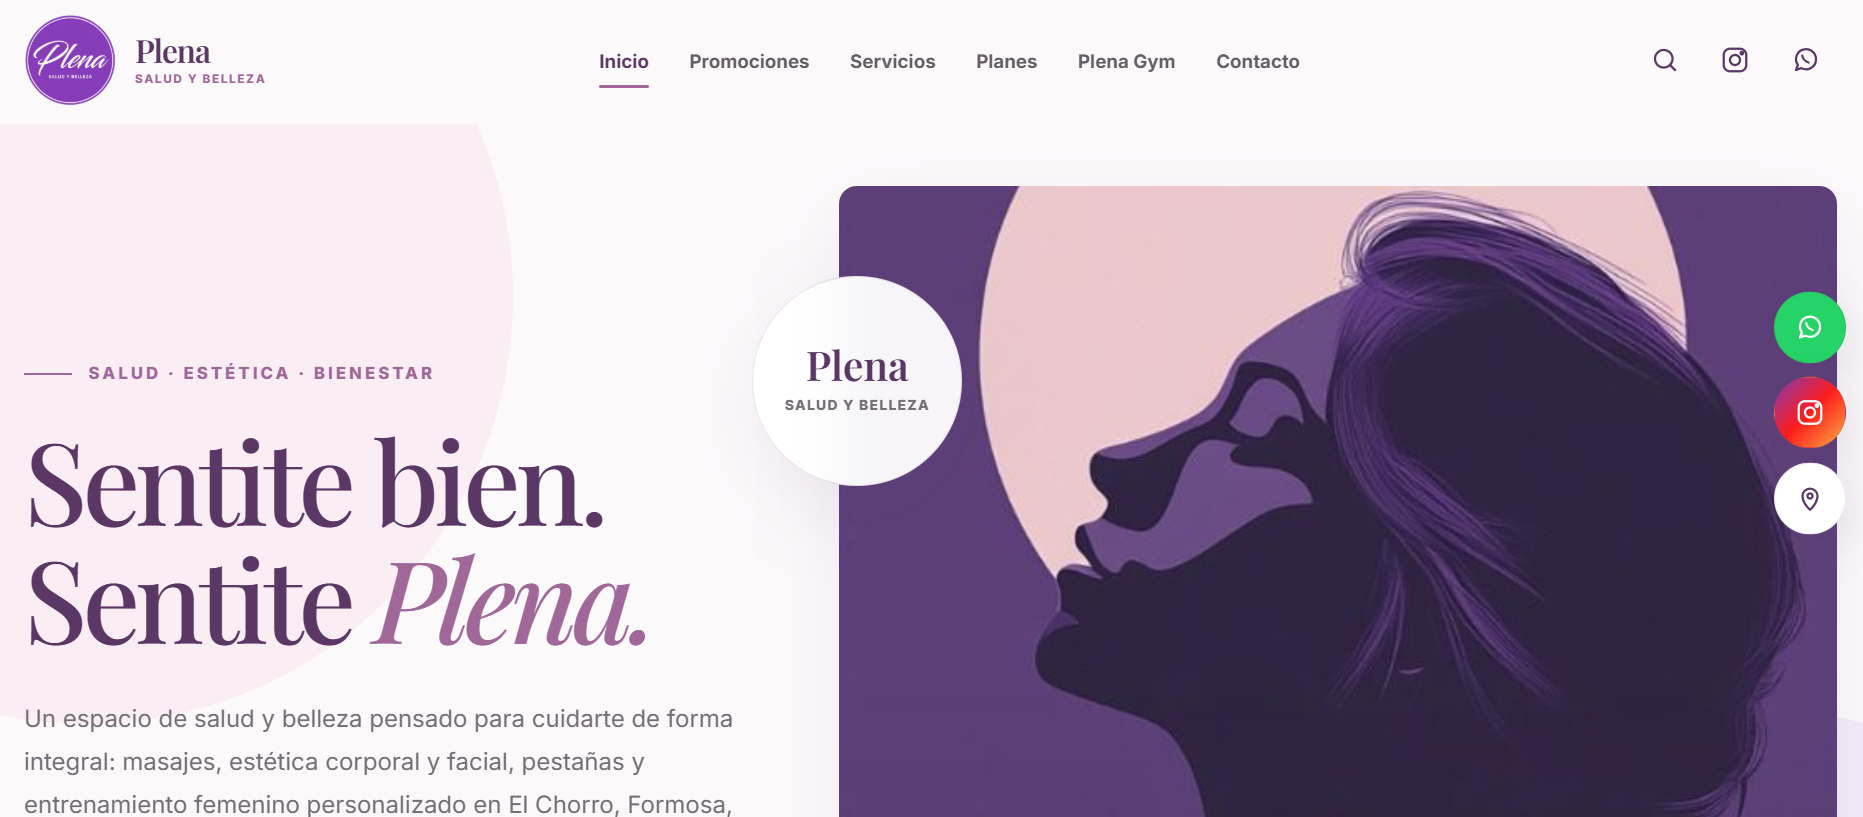 Plena
SALUD Y BELLEZA
Plena
SALUD Y BELLEZA
Inicio
Promociones
Servicios
Planes
Plena Gym
Contacto
SALUD · ESTÉTICA · BIENESTAR
Sentite bien.
Sentite Plena.
Un espacio de salud y belleza pensado para cuidarte de forma
integral: masajes, estética corporal y facial, pestañas y
entrenamiento femenino personalizado en El Chorro, Formosa,
Plena
SALUD Y BELLEZA